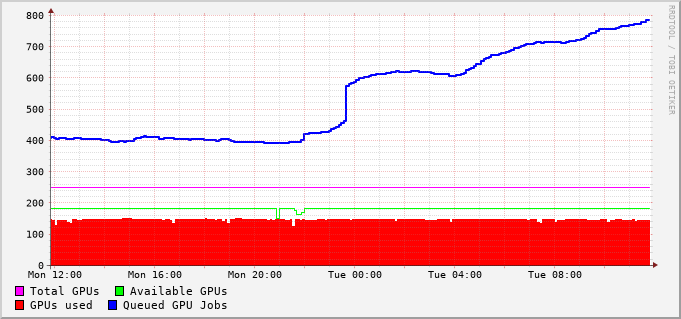 RRDTOOL / TOBI OETIKER
800
700
600
500
400
300
200
100
0
Mon 12:00 Mon 16:00 Mon 20:00 Tue 00:00 Tue 04:00 Tue 08:00
Total GPUs Available GPUs
GPUs used Queued GPU Jobs